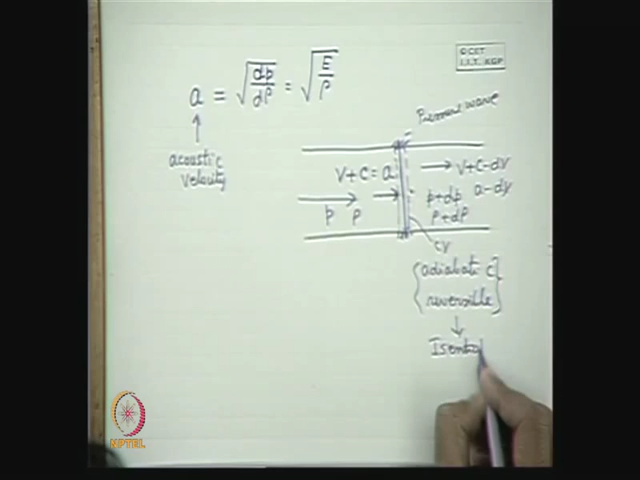 ©CET
I.I.T. KGP
a = √(dp/dρ) = √(E/ρ)
acoustic
velocity
Pressure wave
V+C=a
V+C-dV
a-dV
p ρ
p+dp
ρ+dρ
CV
adiabatic &
reversible
Isentro
NPTEL